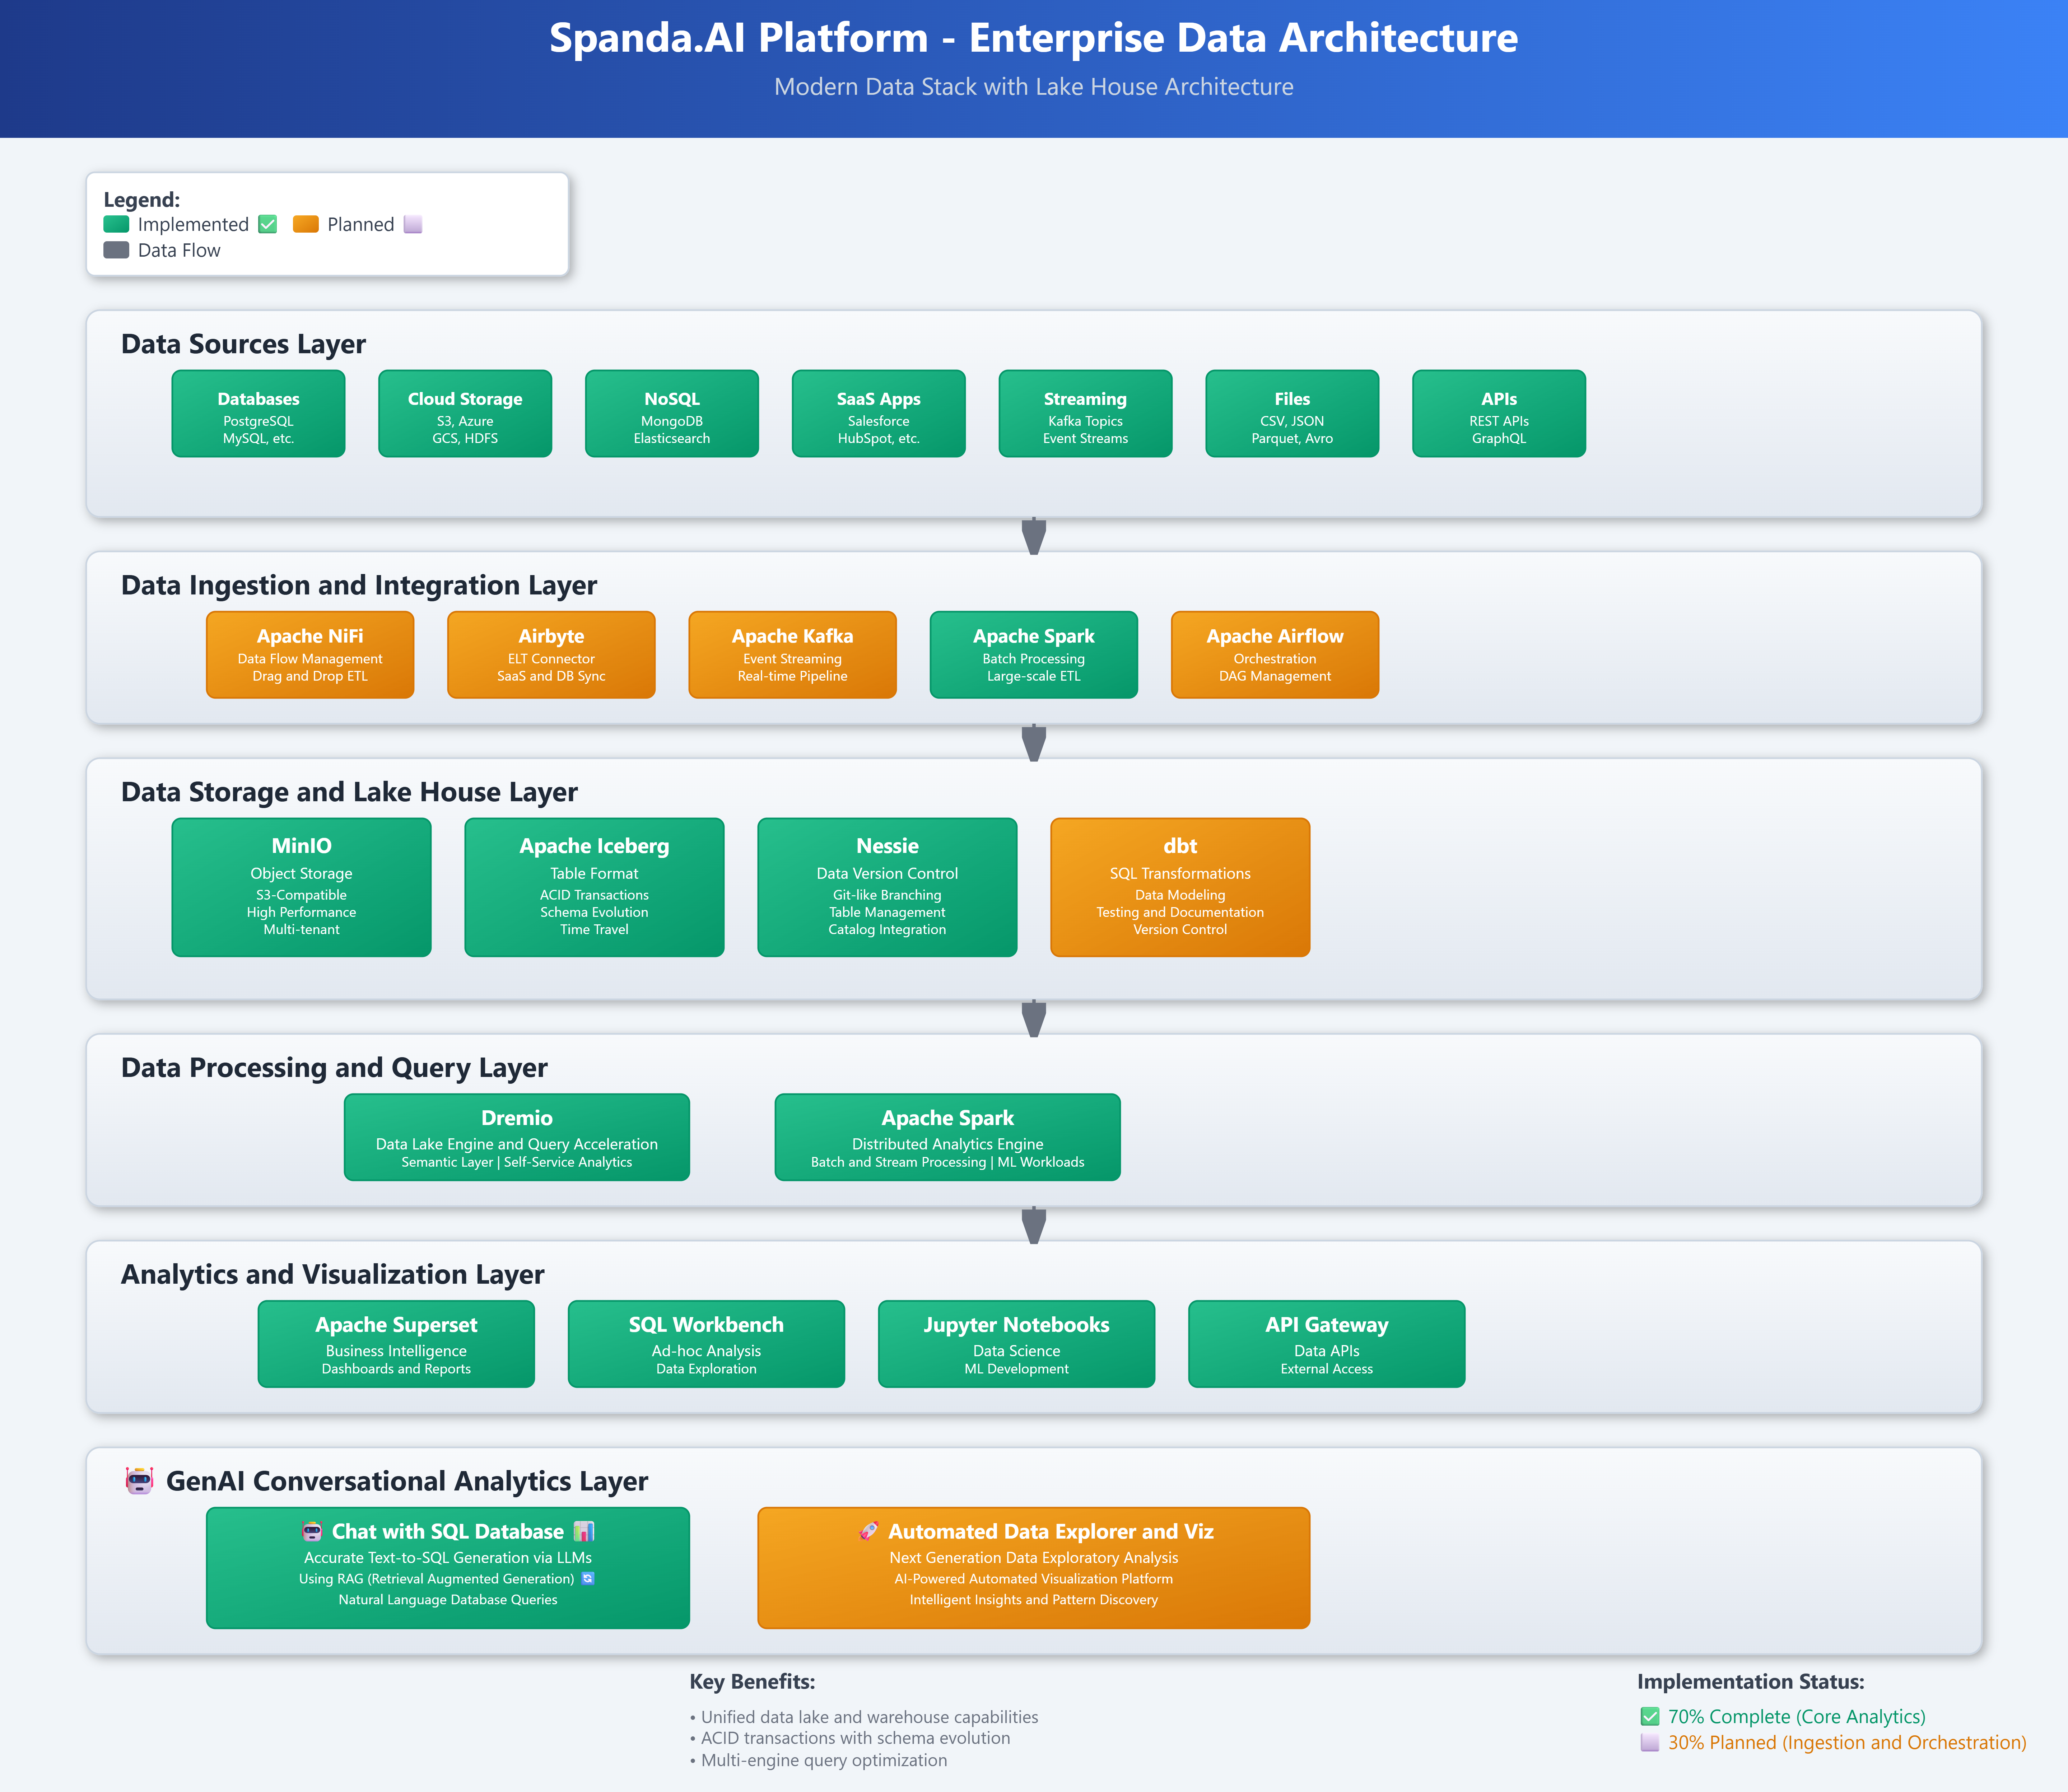 Spanda.AI Platform - Enterprise Data Architecture
Modern Data Stack with Lake House Architecture
Legend:
Implemented ✅ Planned
Data Flow
Data Sources Layer
Databases
PostgreSQL
MySQL, etc.
Cloud Storage
S3, Azure
GCS, HDFS
NoSQL
MongoDB
Elasticsearch
SaaS Apps
Salesforce
HubSpot, etc.
Streaming
Kafka Topics
Event Streams
Files
CSV, JSON
Parquet, Avro
APIs
REST APIs
GraphQL
Data Ingestion and Integration Layer
Apache NiFi
Data Flow Management
Drag and Drop ETL
Airbyte
ELT Connector
SaaS and DB Sync
Apache Kafka
Event Streaming
Real-time Pipeline
Apache Spark
Batch Processing
Large-scale ETL
Apache Airflow
Orchestration
DAG Management
Data Storage and Lake House Layer
MinIO
Object Storage
S3-Compatible
High Performance
Multi-tenant
Apache Iceberg
Table Format
ACID Transactions
Schema Evolution
Time Travel
Nessie
Data Version Control
Git-like Branching
Table Management
Catalog Integration
dbt
SQL Transformations
Data Modeling
Testing and Documentation
Version Control
Data Processing and Query Layer
Dremio
Data Lake Engine and Query Acceleration
Semantic Layer | Self-Service Analytics
Apache Spark
Distributed Analytics Engine
Batch and Stream Processing | ML Workloads
Analytics and Visualization Layer
Apache Superset
Business Intelligence
Dashboards and Reports
SQL Workbench
Ad-hoc Analysis
Data Exploration
Jupyter Notebooks
Data Science
ML Development
API Gateway
Data APIs
External Access
🤖 GenAI Conversational Analytics Layer
🤖 Chat with SQL Database 📊
Accurate Text-to-SQL Generation via LLMs
Using RAG (Retrieval Augmented Generation) 🔄
Natural Language Database Queries
🚀 Automated Data Explorer and Viz
Next Generation Data Exploratory Analysis
AI-Powered Automated Visualization Platform
Intelligent Insights and Pattern Discovery
Key Benefits:
• Unified data lake and warehouse capabilities
• ACID transactions with schema evolution
• Multi-engine query optimization
Implementation Status:
✅ 70% Complete (Core Analytics)
30% Planned (Ingestion and Orchestration)